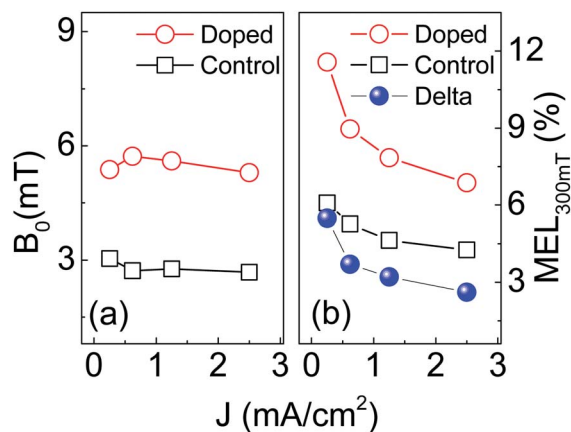 9
6
3
B₀(mT)
Doped
Control
(a)
0 1 2 3
Doped
Control
Delta
(b)
0 1 2 3
12
9
6
3
MEL₃₀₀ₘT (%)
J (mA/cm²)